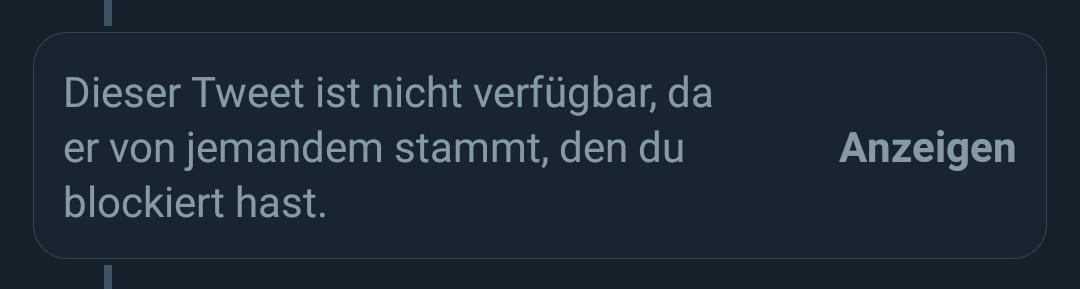 Dieser Tweet ist nicht verfügbar, da
er von jemandem stammt, den du
Anzeigen
blockiert hast.